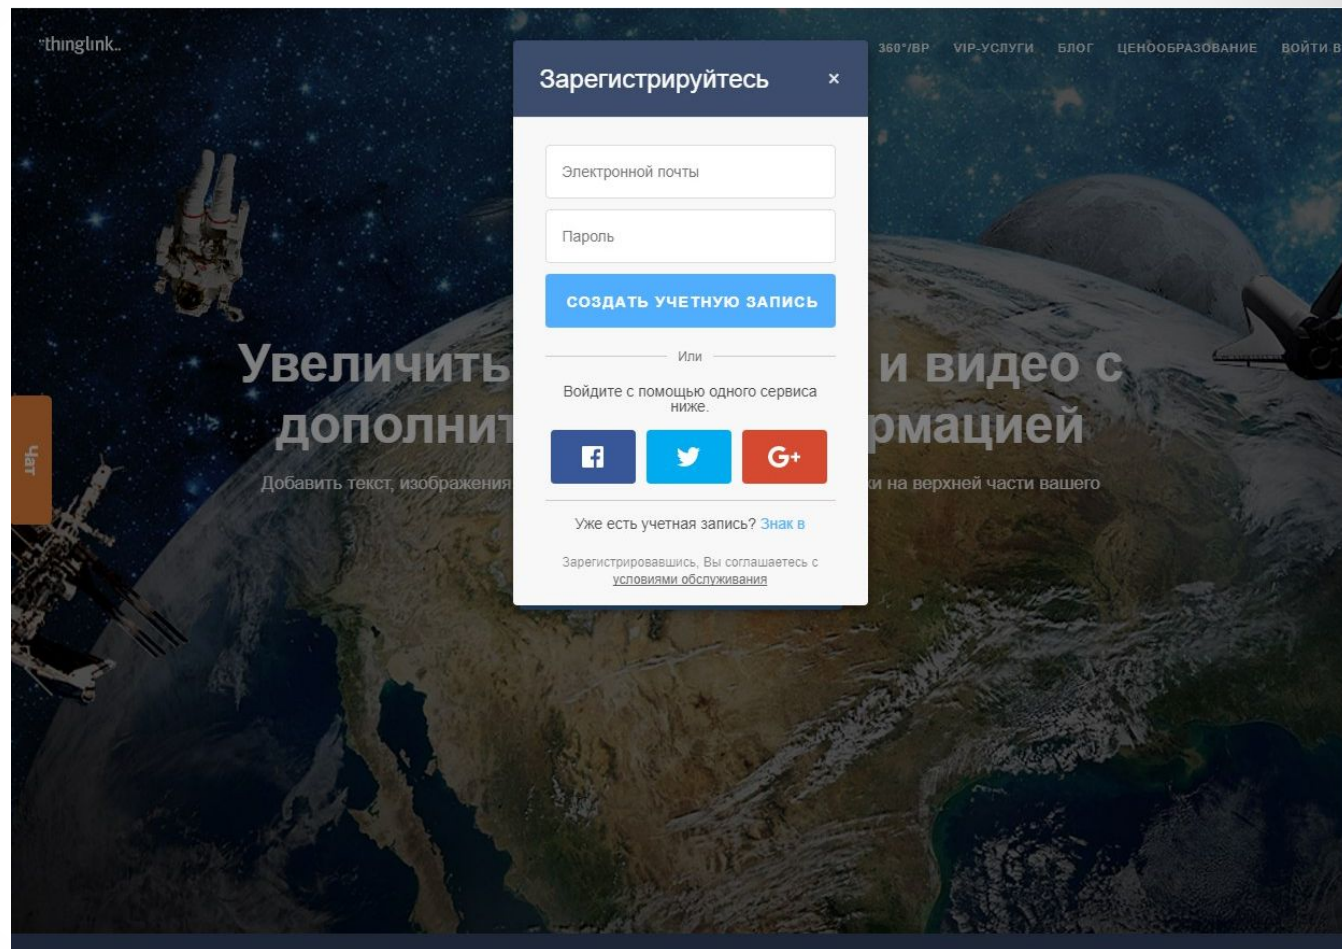 thinglink..
360°/ВР VIP-УСЛУГИ БЛОГ ЦЕНООБРАЗОВАНИЕ ВОЙТИ В
Зарегистрируйтесь ×
Электронной почты
Пароль
СОЗДАТЬ УЧЕТНУЮ ЗАПИСЬ
Или
Войдите с помощью одного сервиса
ниже.
G+
Уже есть учетная запись? Знак в
Зарегистрировавшись, Вы соглашаетесь с
условиями обслуживания
Увеличить и видео с
дополнит рмацией
Добавить текст, изображения на верхней части вашего
Чат